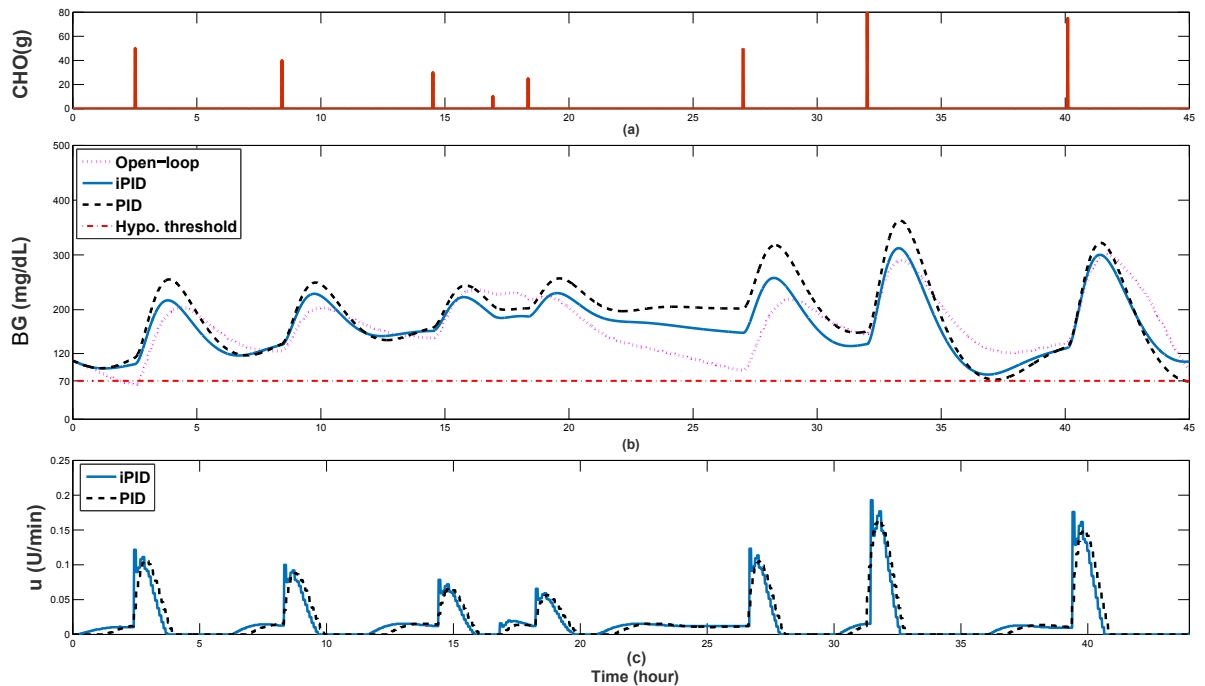 CHO(g)
80
60
40
20
0
0 5 10 15 20 25 30 35 40 45
(a)
BG (mg/dL)
500
400
300
200
120
70
0
Open-loop
iPID
PID
Hypo. threshold
0 5 10 15 20 25 30 35 40 45
(b)
u (U/min)
0.25
0.2
0.15
0.1
0.05
0
iPID
PID
0 5 10 15 20 25 30 35 40
(c)
Time (hour)